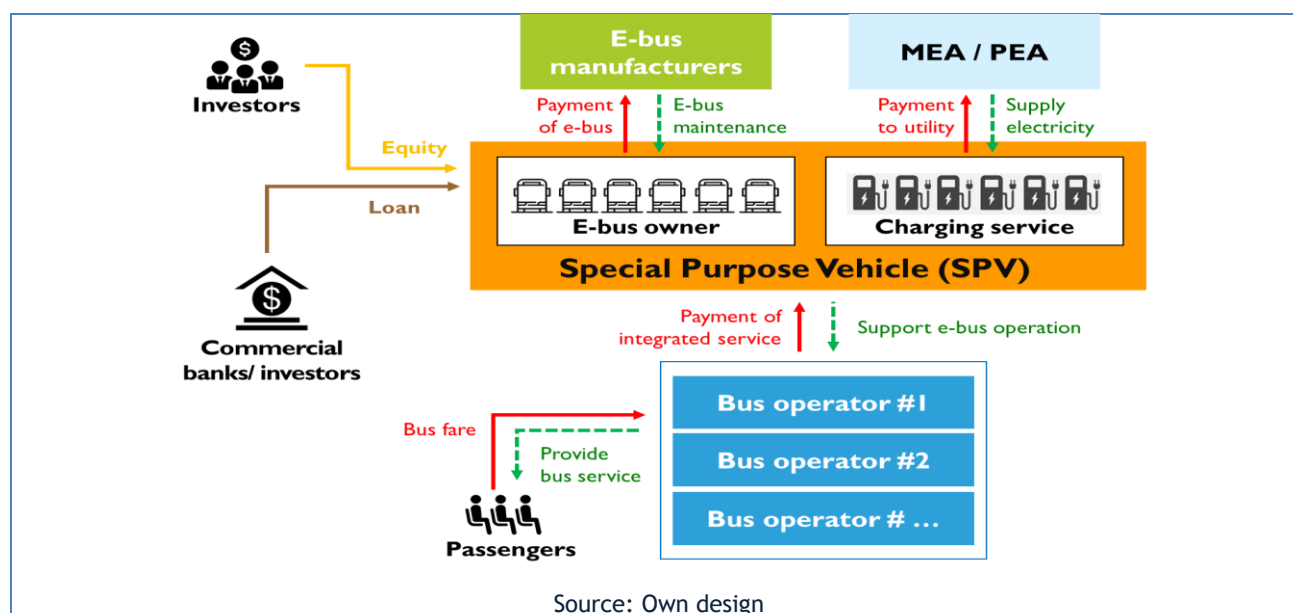 E-bus
manufacturers
MEA / PEA
Investors
Payment
of e-bus
E-bus
maintenance
Payment
to utility
Supply
electricity
Equity
Loan
E-bus owner
Charging service
Special Purpose Vehicle (SPV)
Commercial
banks/ investors
Payment of
integrated service
Support e-bus operation
Bus operator #1
Bus operator #2
Bus operator # ...
Bus fare
Provide
bus service
Passengers
Source: Own design